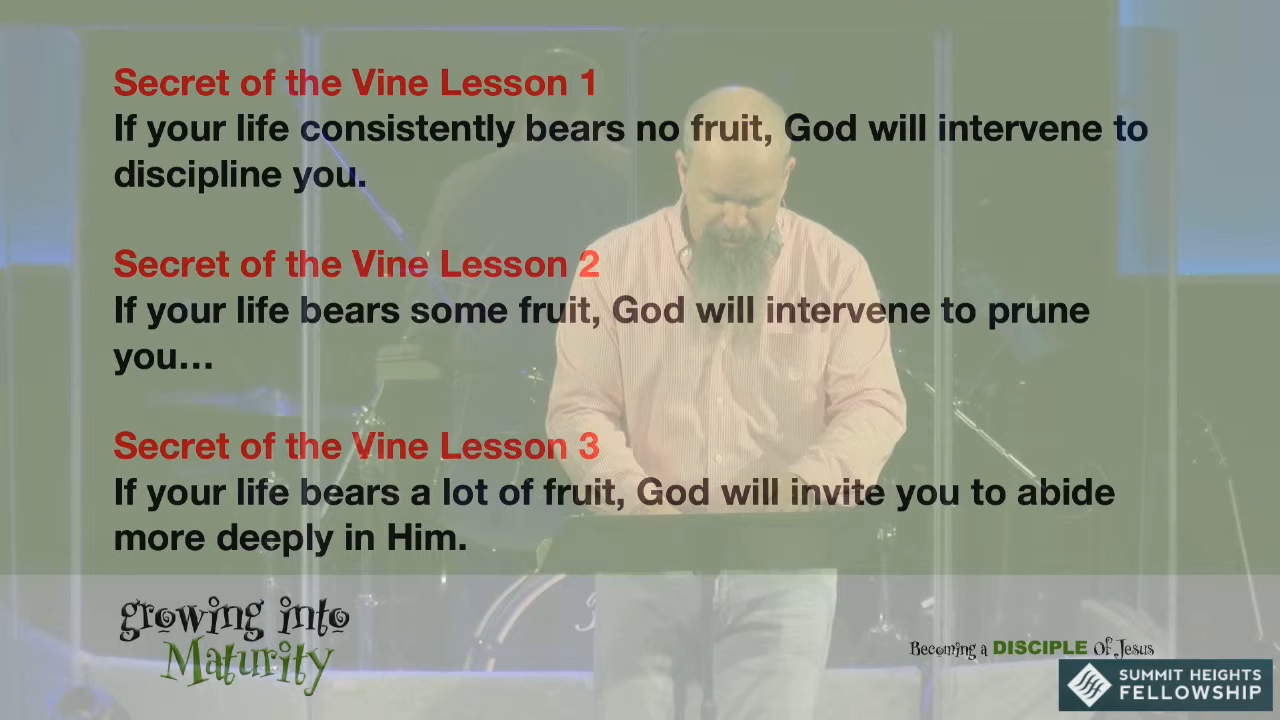 Secret of the Vine Lesson 1
If your life consistently bears no fruit, God will intervene to
discipline you.
Secret of the Vine Lesson 2
If your life bears some fruit, God will intervene to prune
you...
Secret of the Vine Lesson 3
If your life bears a lot of fruit, God will invite you to abide
more deeply in Him.
growing into
Maturity
Becoming a DISCIPLE Of Jesus
SUMMIT HEIGHTS
FELLOWSHIP